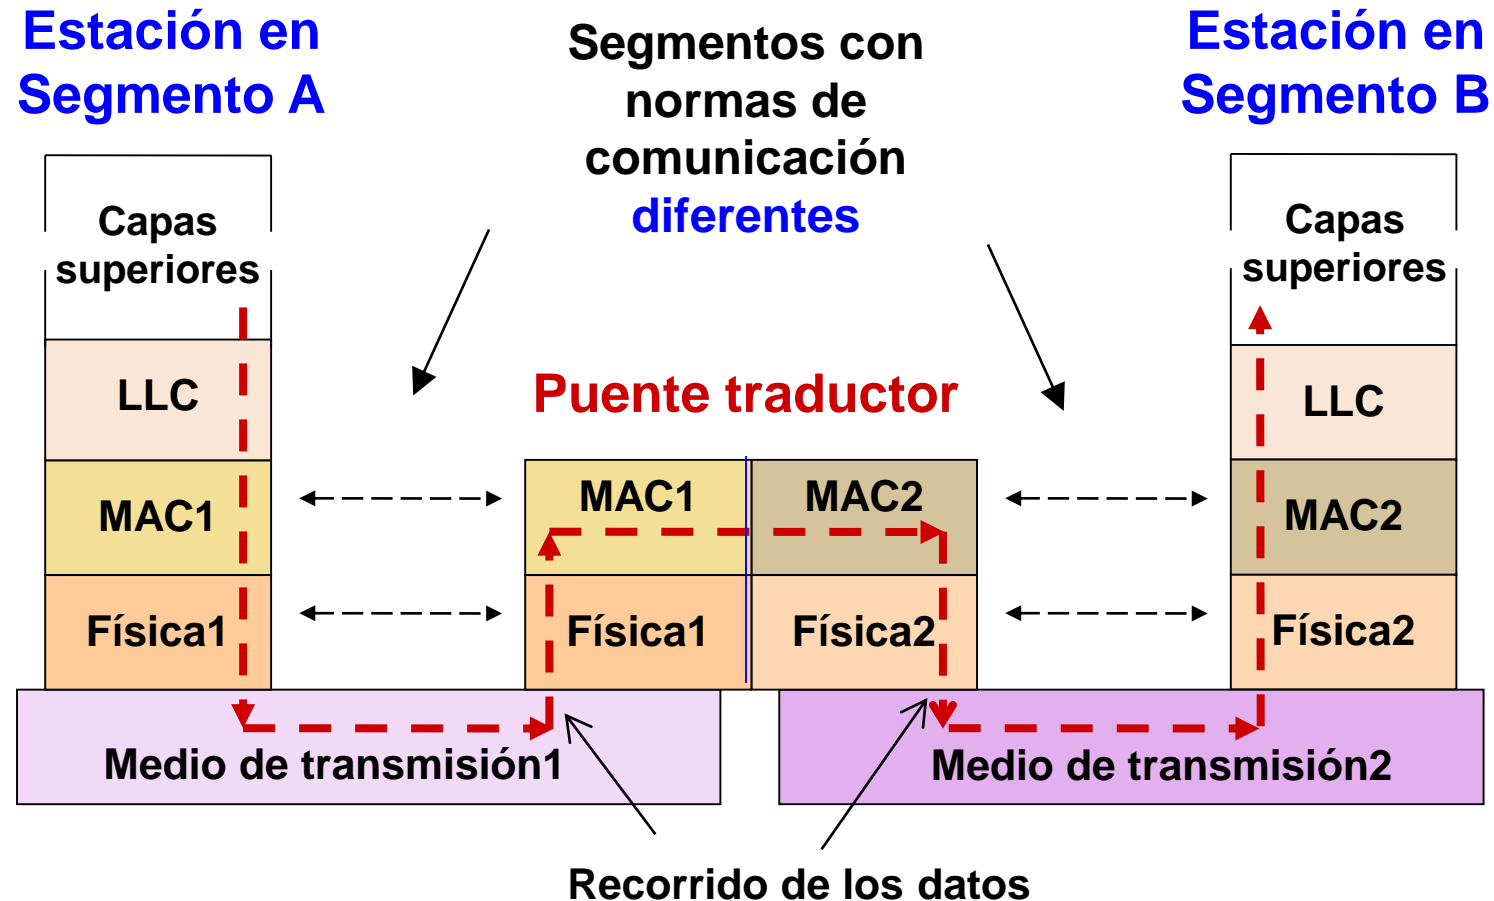 Estación en
Segmento A
Segmentos con
normas de
comunicación
diferentes
Estación en
Segmento B
Capas
superiores
LLC
MAC1
Física1
Puente traductor
MAC1
MAC2
Física1
Física2
Capas
superiores
LLC
MAC2
Física2
Medio de transmisión1
Medio de transmisión2
Recorrido de los datos